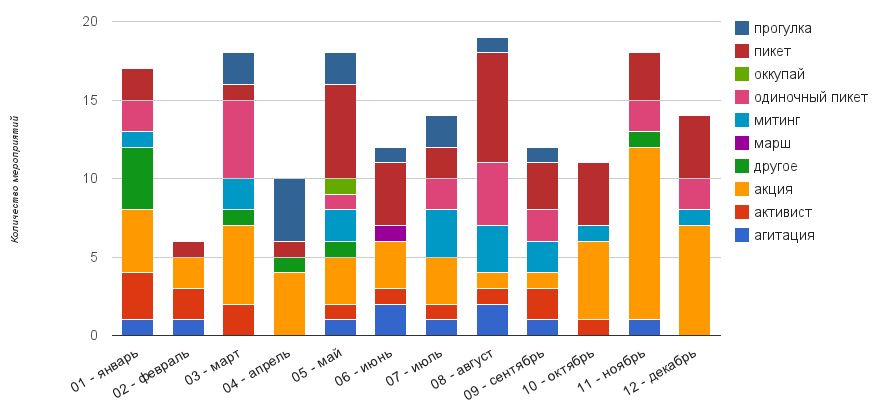 Количество мероприятий
20
15
10
5
0
01 - январь
02 - февраль
03 - март
04 - апрель
05 - май
06 - июнь
07 - июль
08 - август
09 - сентябрь
10 - октябрь
11 - ноябрь
12 - декабрь
прогулка
пикет
оккупай
одиночный пикет
митинг
марш
другое
акция
активист
агитация